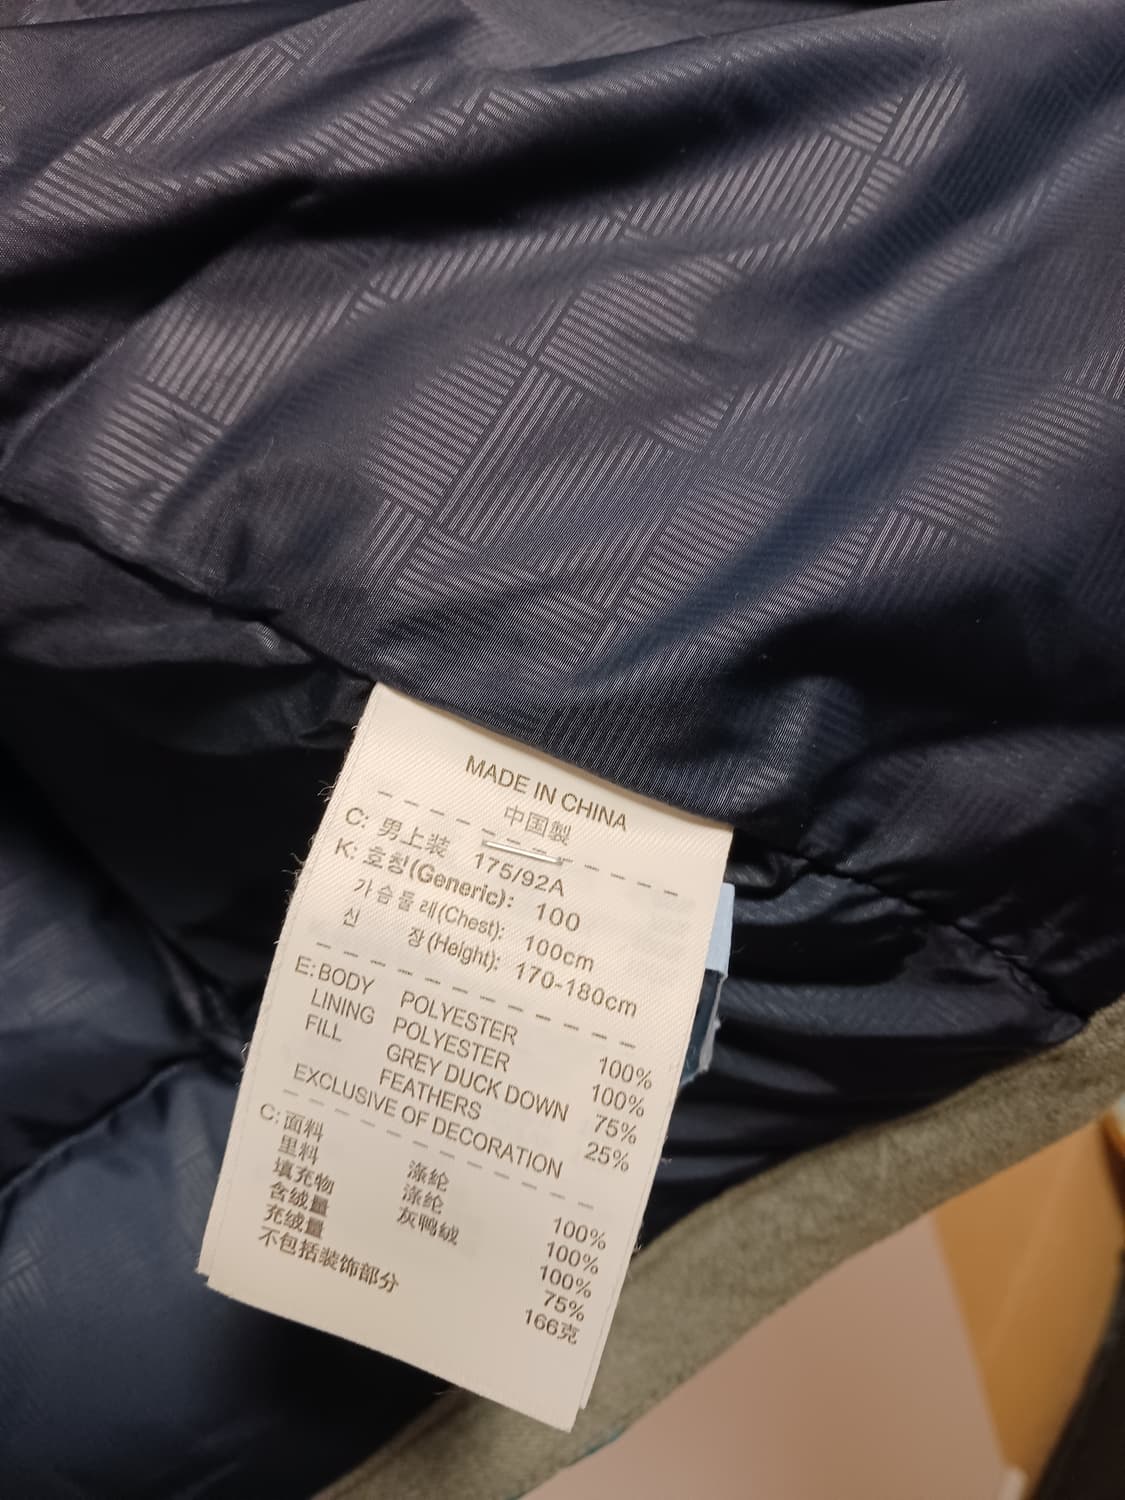 MADE IN CHINA
中国製
C: 男上装 175/92A
K: 호칭(Generic): 100
가슴둘레(Chest): 100cm
신 장(Height): 170-180cm
E:BODY POLYESTER 100%
LINING POLYESTER 100%
FILL GREY DUCK DOWN 75%
FEATHERS 25%
EXCLUSIVE OF DECORATION
C:面料 涤纶 100%
里料 涤纶 100%
填充物 灰鸭絨 100%
含绒量 75%
充绒量 166克
不包括装饰部分